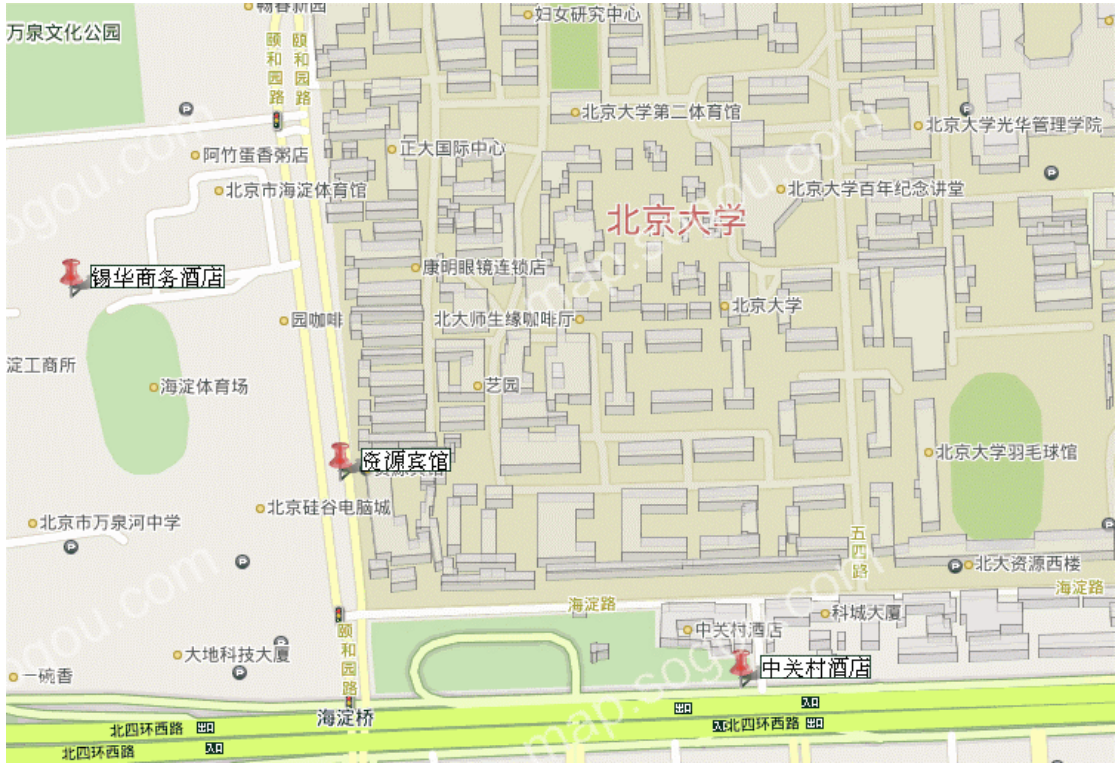 畅春新园
妇女研究中心
万泉文化公园
颐和园路
颐和园路
北京大学第二体育馆
北京大学光华管理学院
正大国际中心
阿竹蛋香粥店
北京市海淀体育馆
北京大学百年纪念讲堂
北京大学
康明眼镜连锁店
锡华商务酒店
北京大学
园咖啡
北大师生缘咖啡厅
淀工商所
海淀体育场
艺园
北京大学羽毛球馆
资源宾馆
北京硅谷电脑城
北京市万泉河中学
五四路
北大资源西楼
海淀路
海淀路
科城大厦
中关村酒店
颐和园路
大地科技大厦
中关村酒店
一碗香
出口
入口
海淀桥
北四环西路
出口
入口
北四环西路
出口
北四环西路
入口
sogou.com
map.sogou.com
sogou.com
map.sogou.com